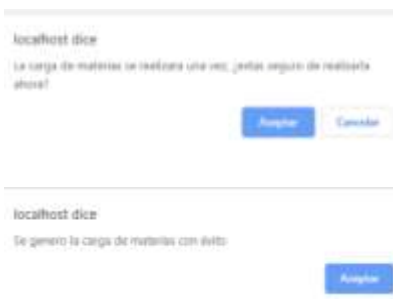 localhost dice
La carga de materias se realizara una vez, ¿estas seguro de realizarla
ahora?
Aceptar Cancelar
localhost dice
Se genero la carga de materias con éxito
Aceptar